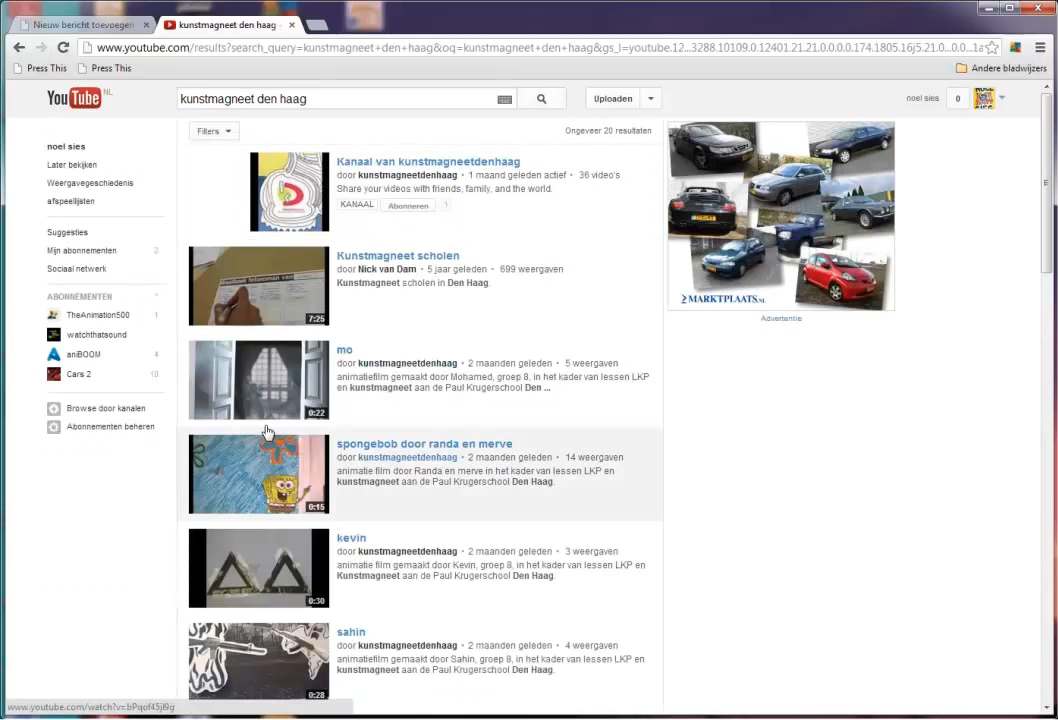 Nieuw bericht toevoegen
kunstmagneet den haag -
www.youtube.com/results?search_query=kunstmagneet+den+haag&oq=kunstmagneet+den+haag&gs_l=youtube.12...3288.10109.0.12401.21.21.0.0.0.0.174.1805.16j5.21.0...0.0...1a
Press This
Press This
Andere bladwijzers
YouTube NL
kunstmagneet den haag
Uploaden
noel sies
0
noel sies
Later bekijken
Weergavegeschiedenis
afspeellijsten
Suggesties
Mijn abonnementen 2
Sociaal netwerk
ABONNEMENTEN
TheAnimation500 1
watchthatsound
aniBOOM 4
Cars 2
Browse door kanalen
Abonnementen beheren
Filters
Ongeveer 20 resultaten
Kanaal van kunstmagneetdenhaag
door kunstmagneetdenhaag • 1 maand geleden actief • 36 video's
Share your videos with friends, family, and the world.
KANAAL Abonneren 1
7:25
Kunstmagneet scholen
door Nick van Dam • 5 jaar geleden • 699 weergaven
Kunstmagneet scholen in Den Haag.
0:22
mo
door kunstmagneetdenhaag • 2 maanden geleden • 5 weergaven
animatiefilm gemaakt door Mohamed, groep 8, in het kader van lessen LKP
en kunstmagneet aan de Paul Krugerschool Den ...
0:15
spongebob door randa en merve
door kunstmagneetdenhaag • 2 maanden geleden • 14 weergaven
animatie film door Randa en merve in het kader van lessen LKP en
kunstmagneet aan de Paul Krugerschool Den Haag.
0:30
kevin
door kunstmagneetdenhaag • 2 maanden geleden • 3 weergaven
animatie film gemaakt door Kevin, groep 8, in het kader van lessen LKP en
Kunstmagneet aan de Paul Krugerschool Den Haag.
0:28
sahin
door kunstmagneetdenhaag • 2 maanden geleden • 4 weergaven
animatiefilm gemaakt door Sahin, groep 8, in het kader van lessen LKP en
kunstmagneet aan de Paul Krugerschool Den Haag.
MARKTPLAATS.NL
Advertentie